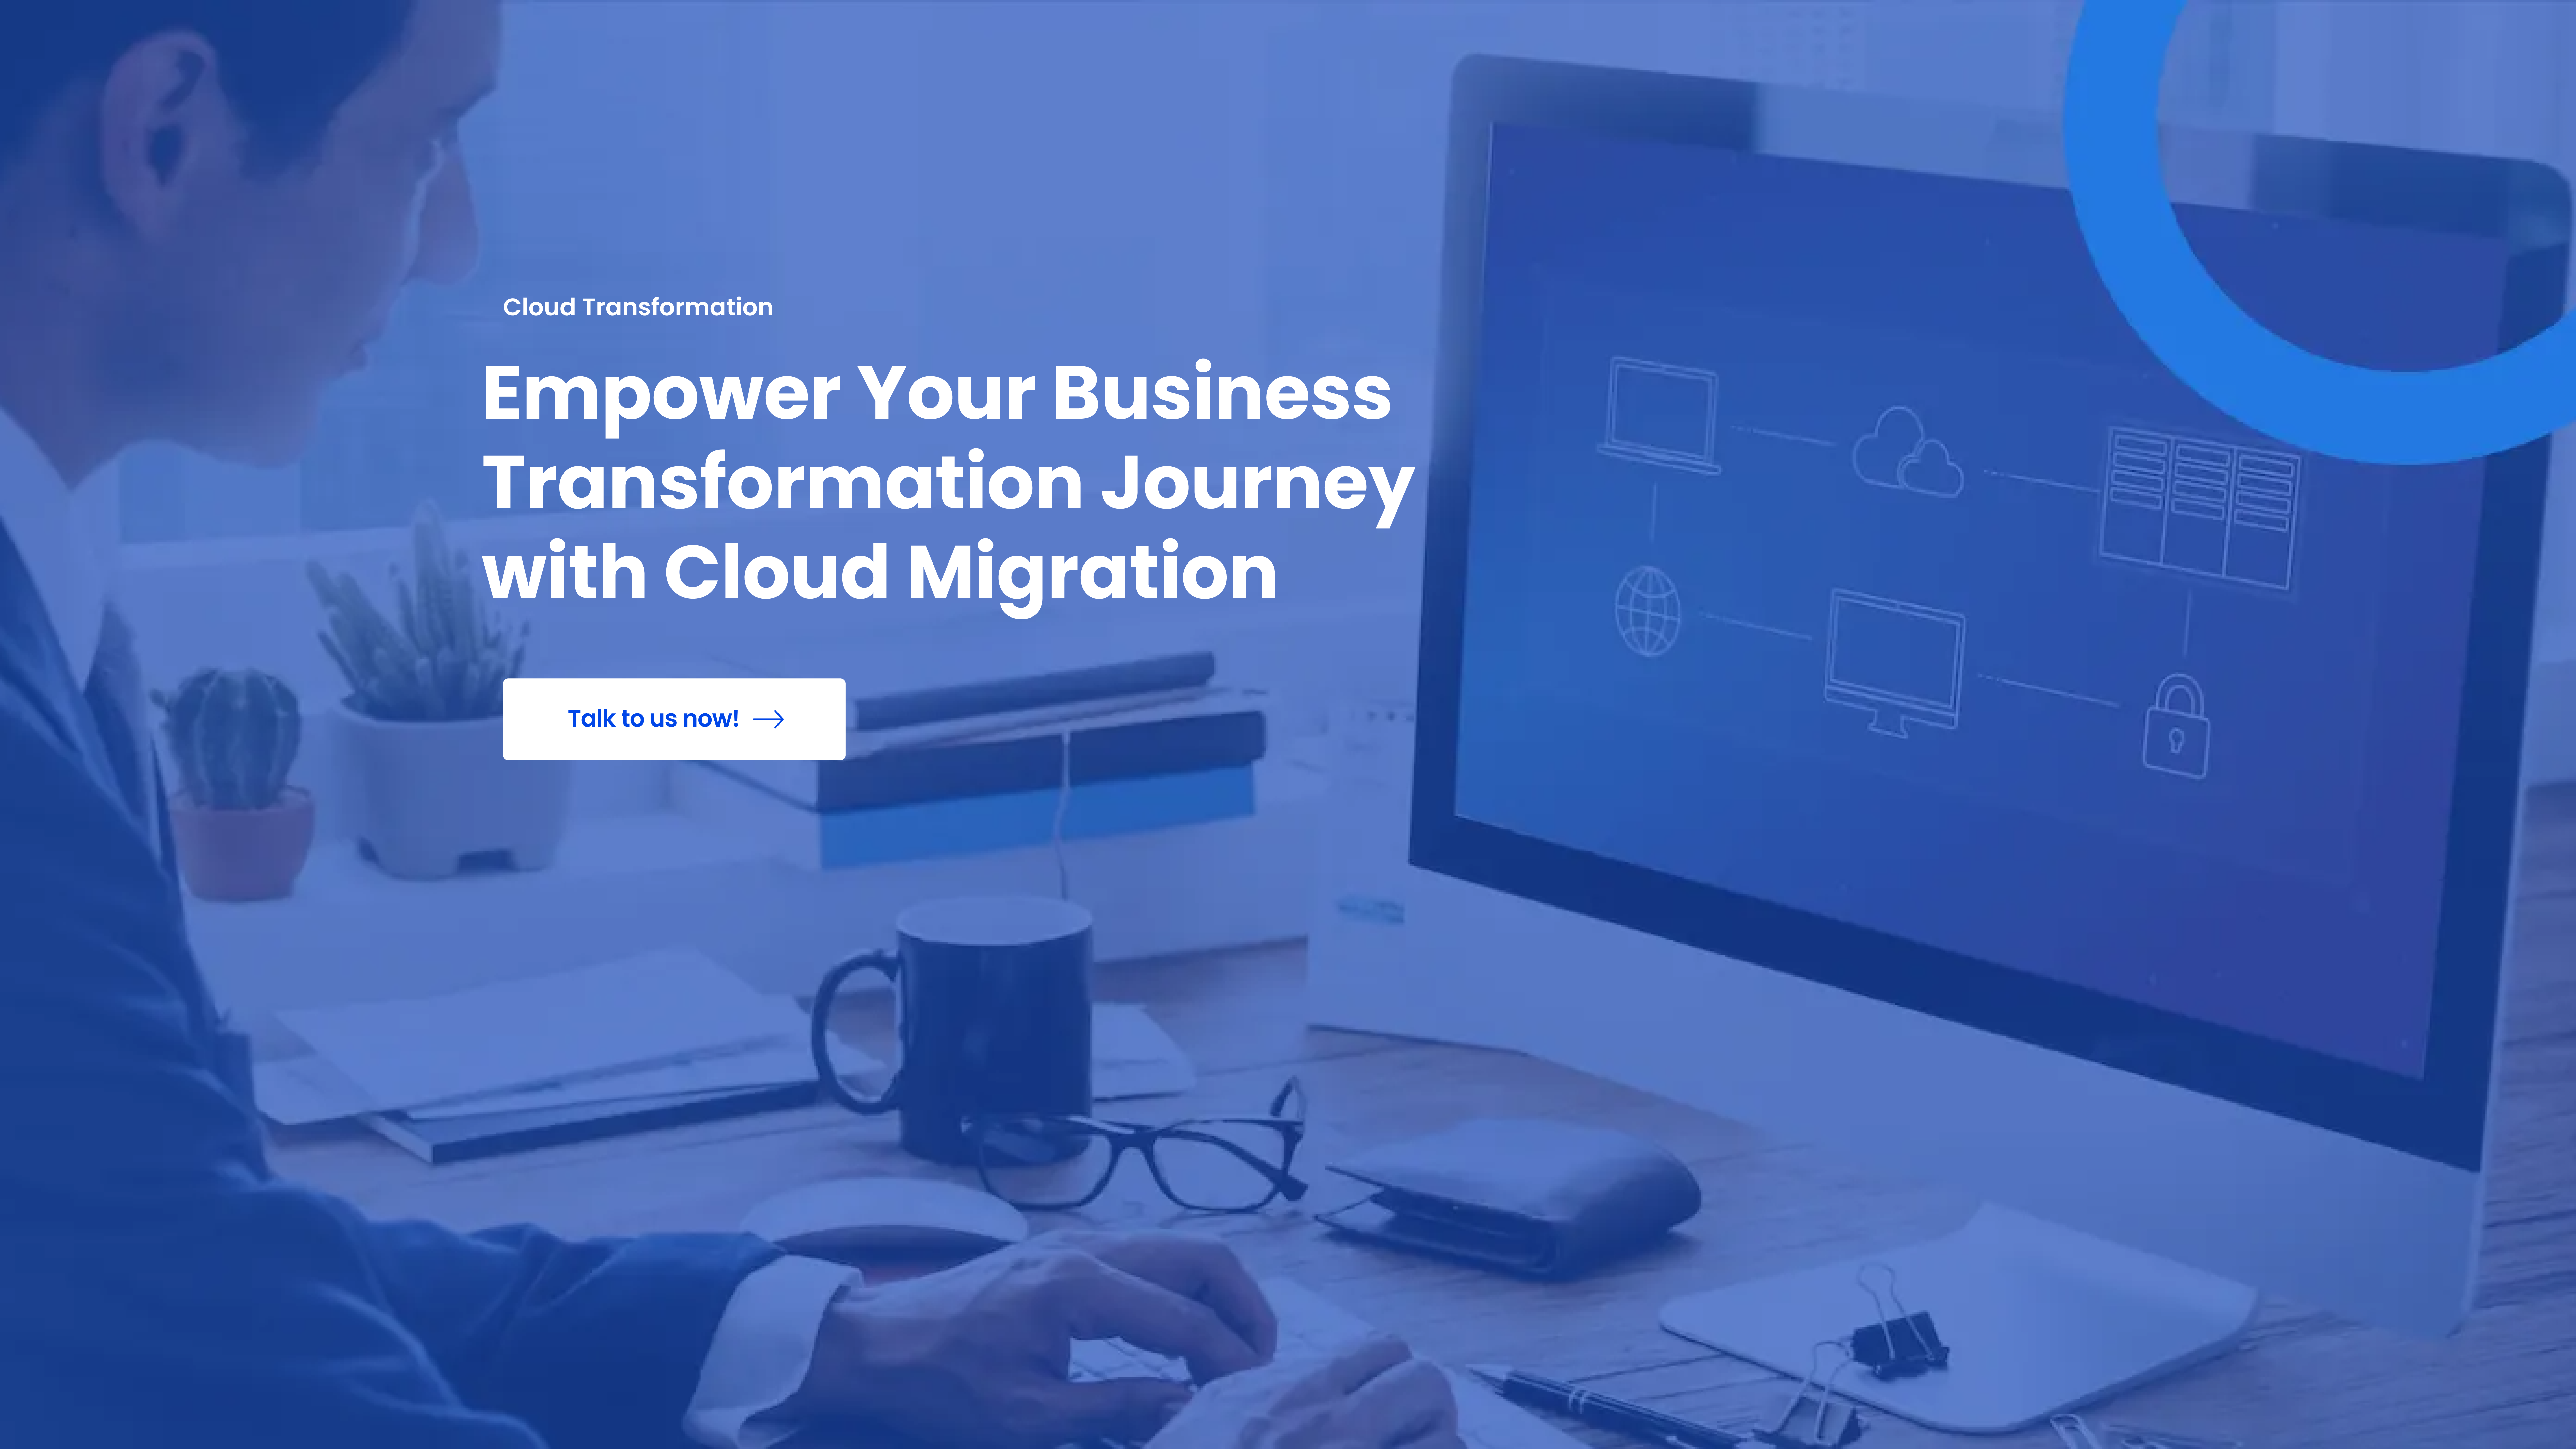 Cloud Transformation
Empower Your Business
Transformation Journey
with Cloud Migration
Talk to us now!